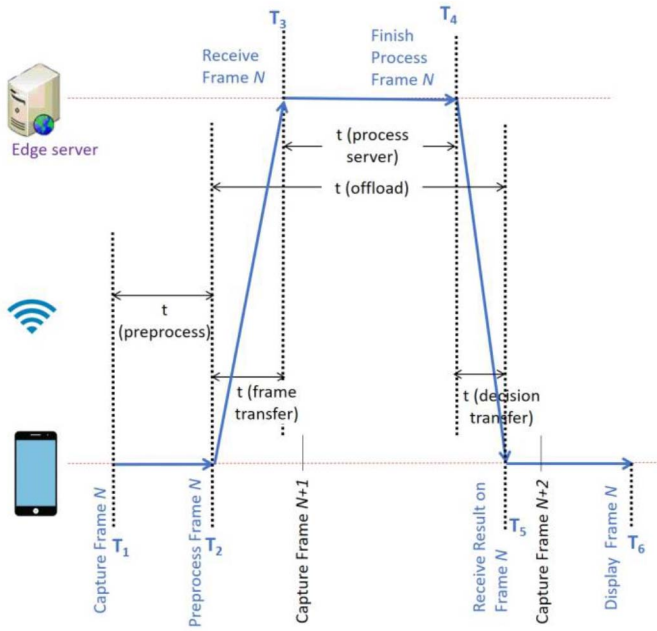 T3
T4
Receive
Frame N
Finish
Process
Frame N
Edge server
t (process
server)
t (offload)
t
(preprocess)
t (frame
transfer)
t (decision
transfer)
Capture Frame N
T1
Preprocess Frame N
T2
Capture Frame N+1
Receive Result on
Frame N
T5
Capture Frame N+2
Display Frame N
T6